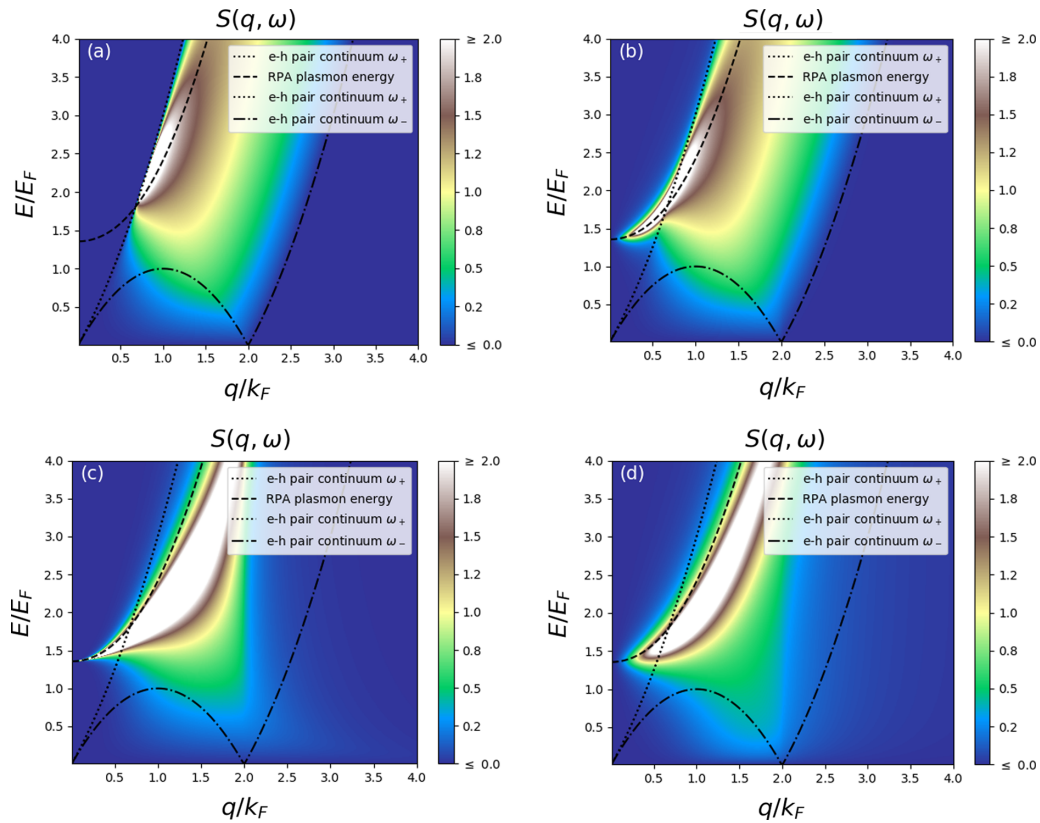 S(q, ω)
(a)
e-h pair continuum ω₊
RPA plasmon energy
e-h pair continuum ω₊
e-h pair continuum ω₋
4.0
3.5
3.0
2.5
2.0
1.5
1.0
0.5
E/E_F
0.5 1.0 1.5 2.0 2.5 3.0 3.5 4.0
q/k_F
≥ 2.0
1.8
1.5
1.2
1.0
0.8
0.5
0.2
≤ 0.0
S(q, ω)
(b)
e-h pair continuum ω₊
RPA plasmon energy
e-h pair continuum ω₊
e-h pair continuum ω₋
4.0
3.5
3.0
2.5
2.0
1.5
1.0
0.5
E/E_F
0.5 1.0 1.5 2.0 2.5 3.0 3.5 4.0
q/k_F
≥ 2.0
1.8
1.5
1.2
1.0
0.8
0.5
0.2
≤ 0.0
S(q, ω)
(c)
e-h pair continuum ω₊
RPA plasmon energy
e-h pair continuum ω₊
e-h pair continuum ω₋
4.0
3.5
3.0
2.5
2.0
1.5
1.0
0.5
E/E_F
0.5 1.0 1.5 2.0 2.5 3.0 3.5 4.0
q/k_F
≥ 2.0
1.8
1.5
1.2
1.0
0.8
0.5
0.2
≤ 0.0
S(q, ω)
(d)
e-h pair continuum ω₊
RPA plasmon energy
e-h pair continuum ω₊
e-h pair continuum ω₋
4.0
3.5
3.0
2.5
2.0
1.5
1.0
0.5
E/E_F
0.5 1.0 1.5 2.0 2.5 3.0 3.5 4.0
q/k_F
≥ 2.0
1.8
1.5
1.2
1.0
0.8
0.5
0.2
≤ 0.0